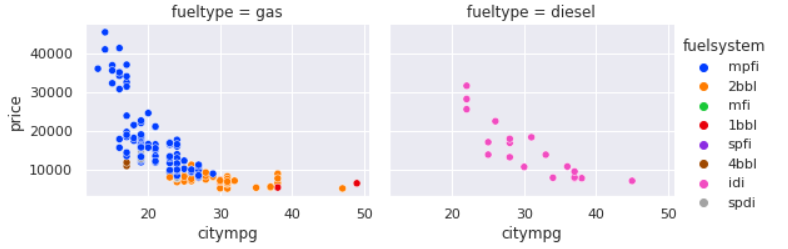 fueltype = gas
fueltype = diesel
price
40000
30000
20000
10000
20 30 40 50
20 30 40 50
citympg
citympg
fuelsystem
mpfi
2bbl
mfi
1bbl
spfi
4bbl
idi
spdi